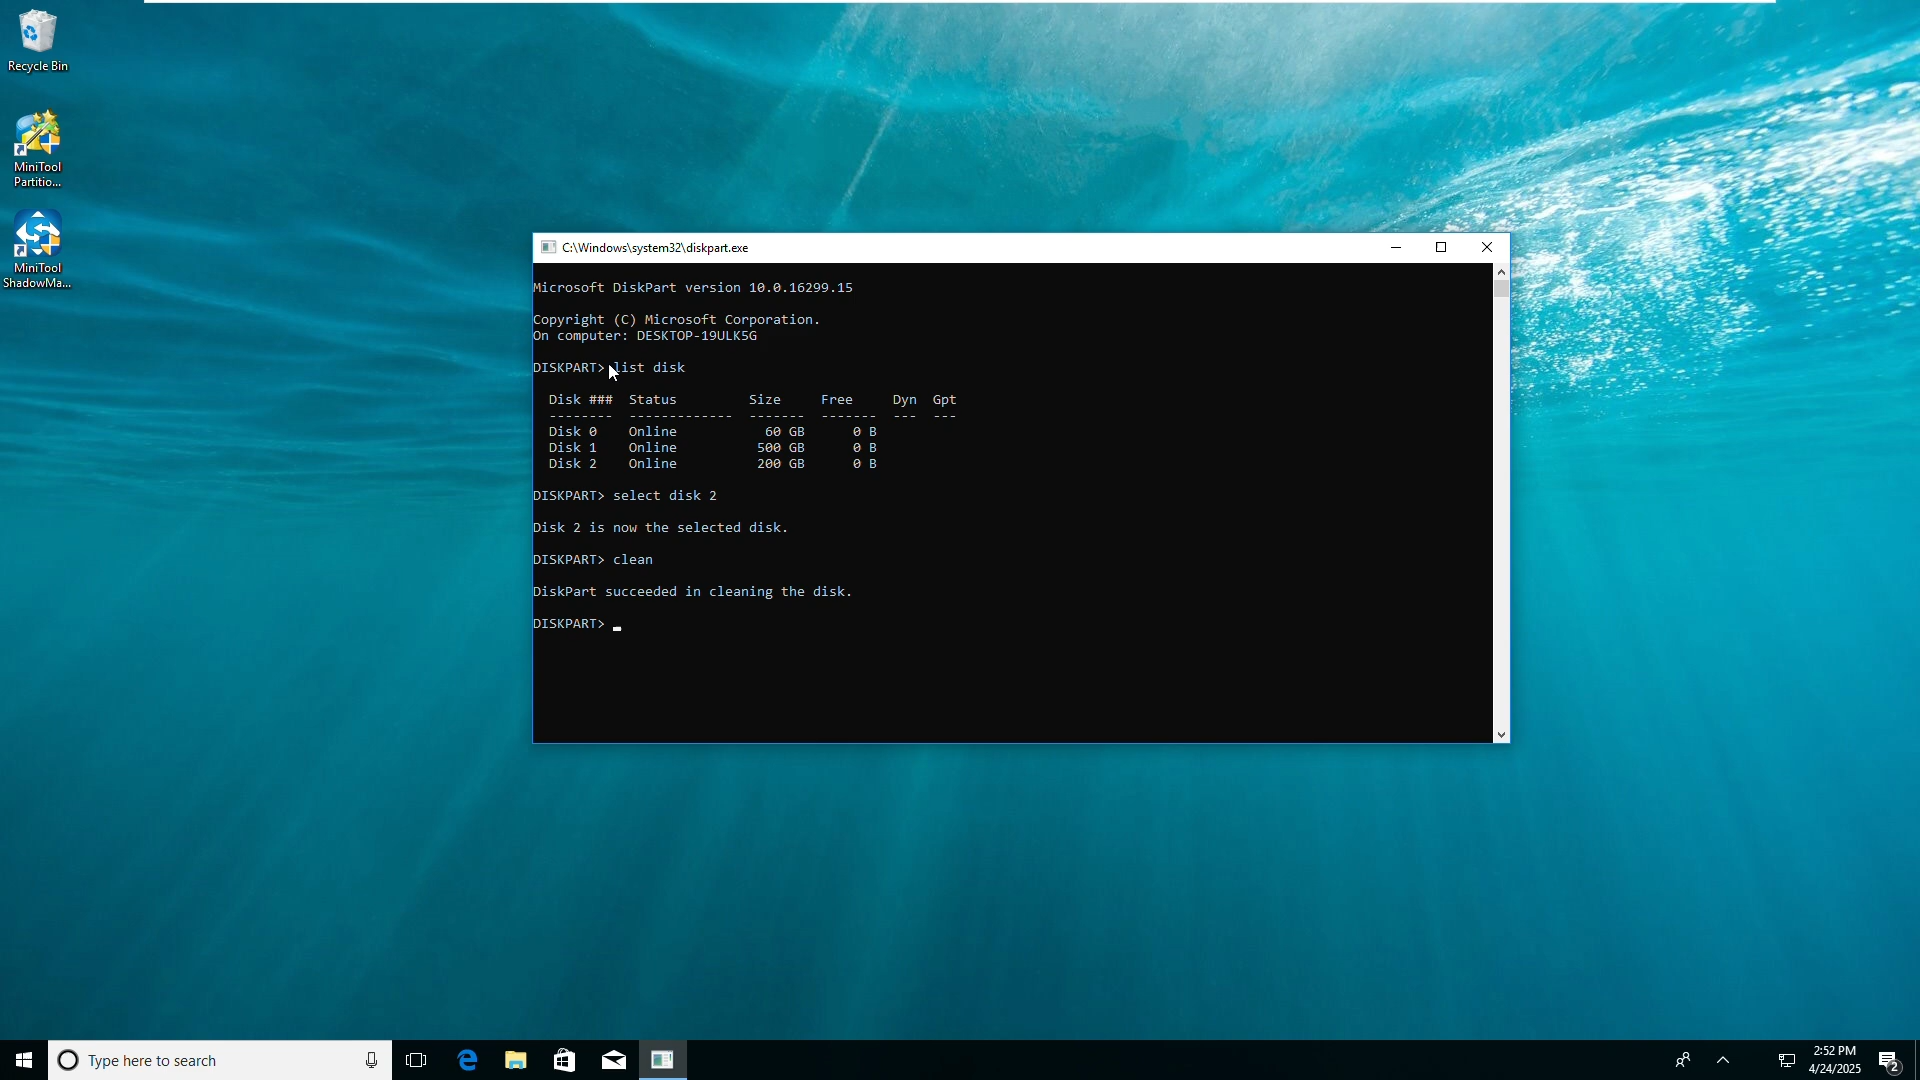 Recycle Bin
MiniTool
Partitio...
MiniTool
ShadowMa...
C:\Windows\system32\diskpart.exe
Microsoft DiskPart version 10.0.16299.15
Copyright (C) Microsoft Corporation.
On computer: DESKTOP-19ULK5G
DISKPART> list disk
Disk ### Status Size Free Dyn Gpt
-------- ------------- ------- ------- --- ---
Disk 0 Online 60 GB 0 B
Disk 1 Online 500 GB 0 B
Disk 2 Online 200 GB 0 B
DISKPART> select disk 2
Disk 2 is now the selected disk.
DISKPART> clean
DiskPart succeeded in cleaning the disk.
DISKPART>
Type here to search
2:52 PM
4/24/2025
2